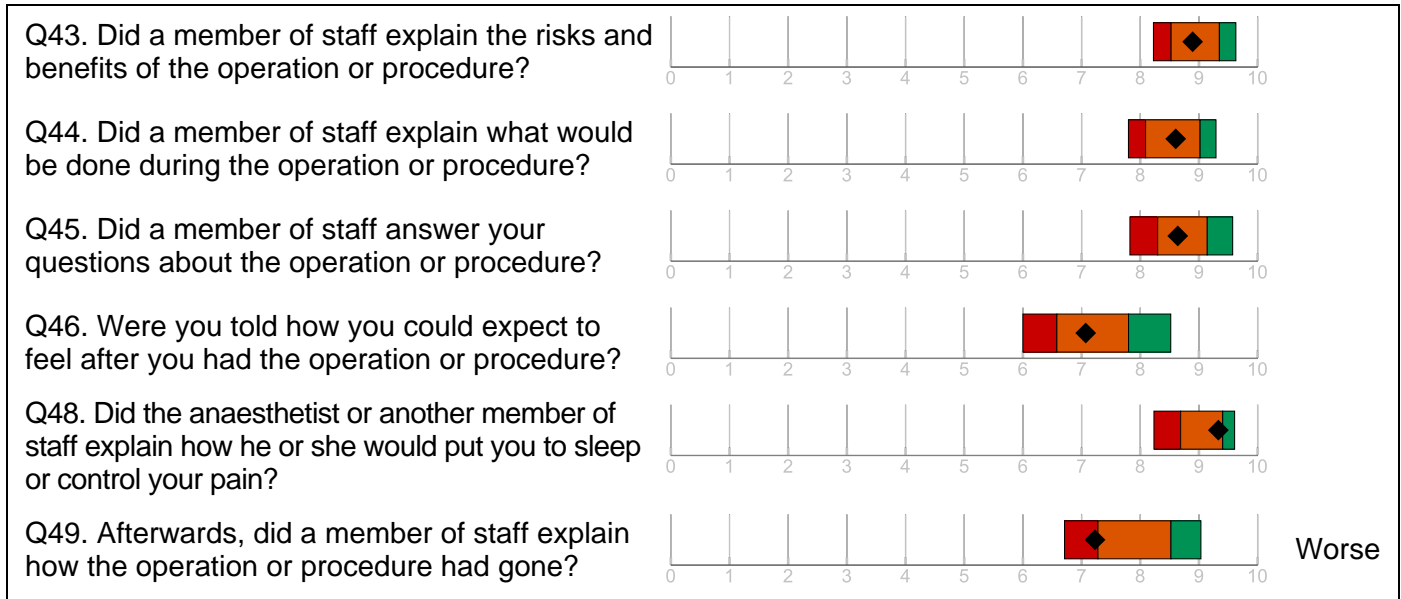 Q43. Did a member of staff explain the risks and
benefits of the operation or procedure?
0 1 2 3 4 5 6 7 8 9 10
Q44. Did a member of staff explain what would
be done during the operation or procedure?
0 1 2 3 4 5 6 7 8 9 10
Q45. Did a member of staff answer your
questions about the operation or procedure?
0 1 2 3 4 5 6 7 8 9 10
Q46. Were you told how you could expect to
feel after you had the operation or procedure?
0 1 2 3 4 5 6 7 8 9 10
Q48. Did the anaesthetist or another member of
staff explain how he or she would put you to sleep
or control your pain?
0 1 2 3 4 5 6 7 8 9 10
Q49. Afterwards, did a member of staff explain
how the operation or procedure had gone?
0 1 2 3 4 5 6 7 8 9 10
Worse